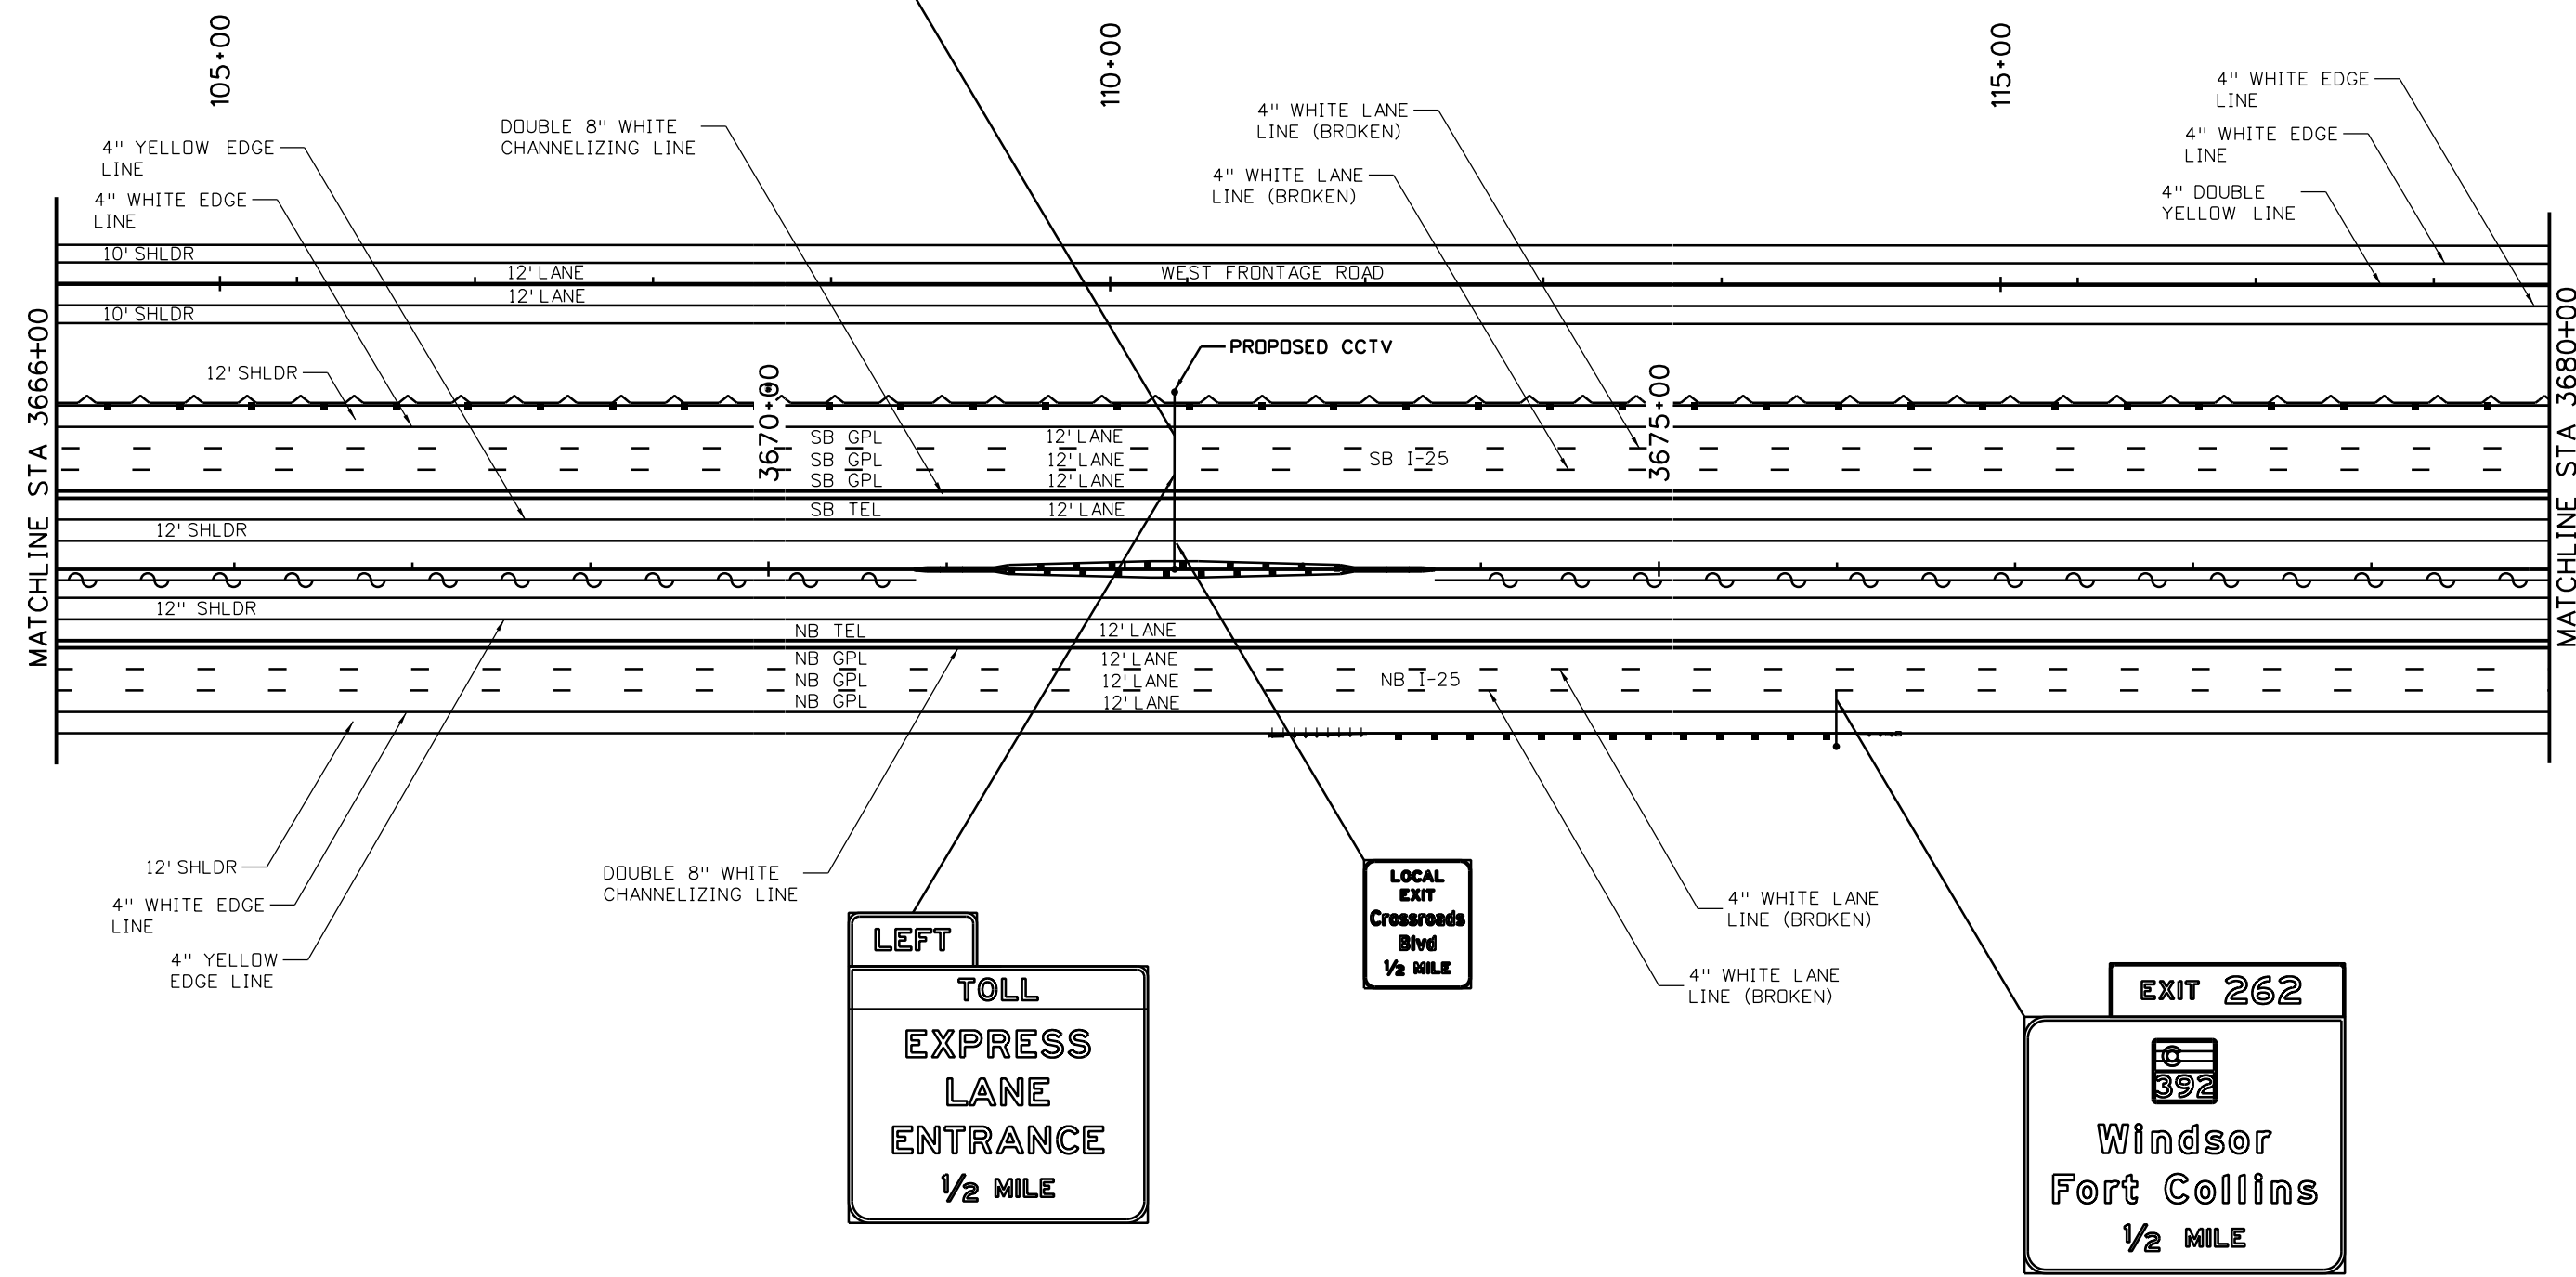 105+00
110+00
115+00
4" WHITE EDGE
LINE
4" WHITE LANE
LINE (BROKEN)
DOUBLE 8" WHITE
CHANNELIZING LINE
4" WHITE EDGE
LINE
4" YELLOW EDGE
LINE
4" WHITE LANE
LINE (BROKEN)
4" DOUBLE
YELLOW LINE
4" WHITE EDGE
LINE
10' SHLDR
12' LANE
WEST FRONTAGE ROAD
12' LANE
10' SHLDR
MATCHLINE STA 3666+00
MATCHLINE STA 3680+00
PROPOSED CCTV
12' SHLDR
3670+00
3675+00
SB GPL 12' LANE
SB GPL 12' LANE SB I-25
SB GPL 12' LANE
SB TEL 12' LANE
12' SHLDR
12" SHLDR
NB TEL 12' LANE
NB GPL 12' LANE
NB GPL 12' LANE NB I-25
NB GPL 12' LANE
12' SHLDR
4" WHITE EDGE
LINE
4" YELLOW
EDGE LINE
DOUBLE 8" WHITE
CHANNELIZING LINE
LEFT
TOLL
EXPRESS
LANE
ENTRANCE
1/2 MILE
LOCAL
EXIT
Crossroads
Blvd
1/2 MILE
4" WHITE LANE
LINE (BROKEN)
4" WHITE LANE
LINE (BROKEN)
EXIT 262
C
392
Windsor
Fort Collins
1/2 MILE